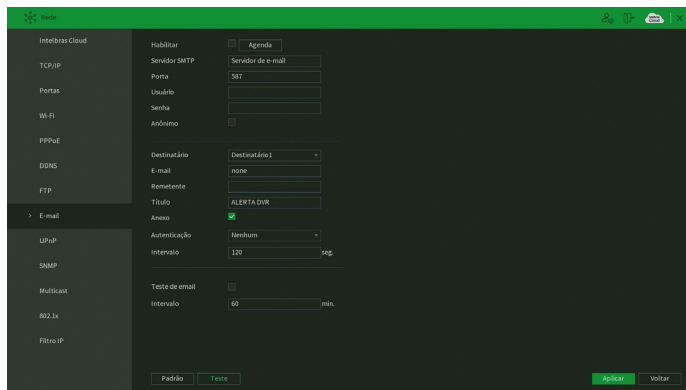 Rede
Intelbras Cloud
TCP/IP
Portas
Wi-Fi
PPPoE
DDNS
FTP
> E-mail
UPnP
SNMP
Multicast
802.1x
Filtro IP
Habilitar Agenda
Servidor SMTP Servidor de e-mail
Porta 587
Usuário
Senha
Anônimo
Destinatário Destinatário1
E-mail none
Remetente
Título ALERTA DVR
Anexo
Autenticação Nenhum
Intervalo 120 seg.
Teste de email
Intervalo 60 min.
Padrão Teste Aplicar Voltar